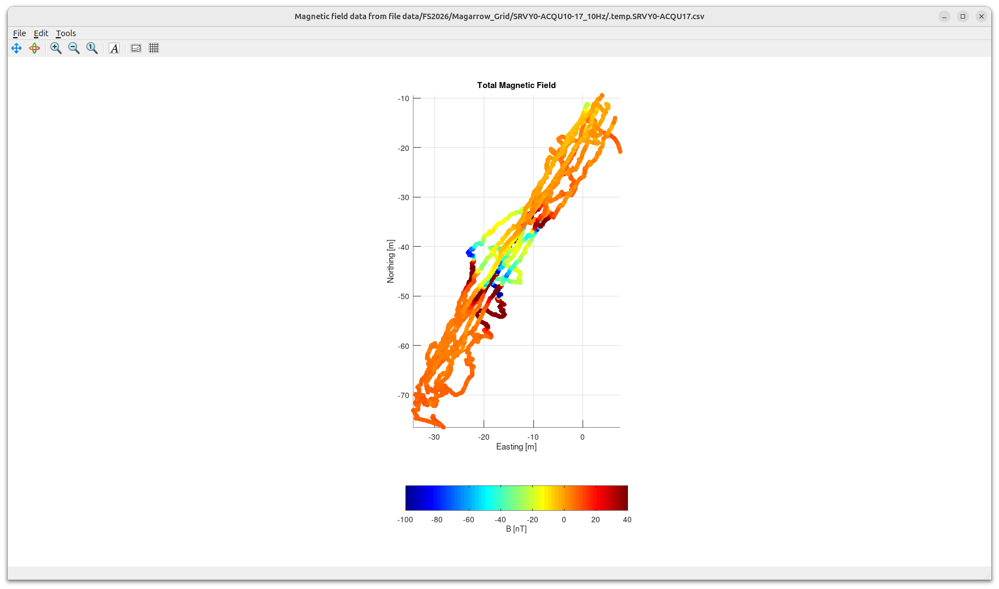 Magnetic field data from file data/FS2026/Magarrow_Grid/SRVY0-ACQU10-17_10Hz/.temp.SRVY0-ACQU17.csv
File Edit Tools
1 A
Total Magnetic Field
-10
-20
-30
-40
-50
-60
-70
Northing [m]
-30 -20 -10 0
Easting [m]
-100 -80 -60 -40 -20 0 20 40
B [nT]